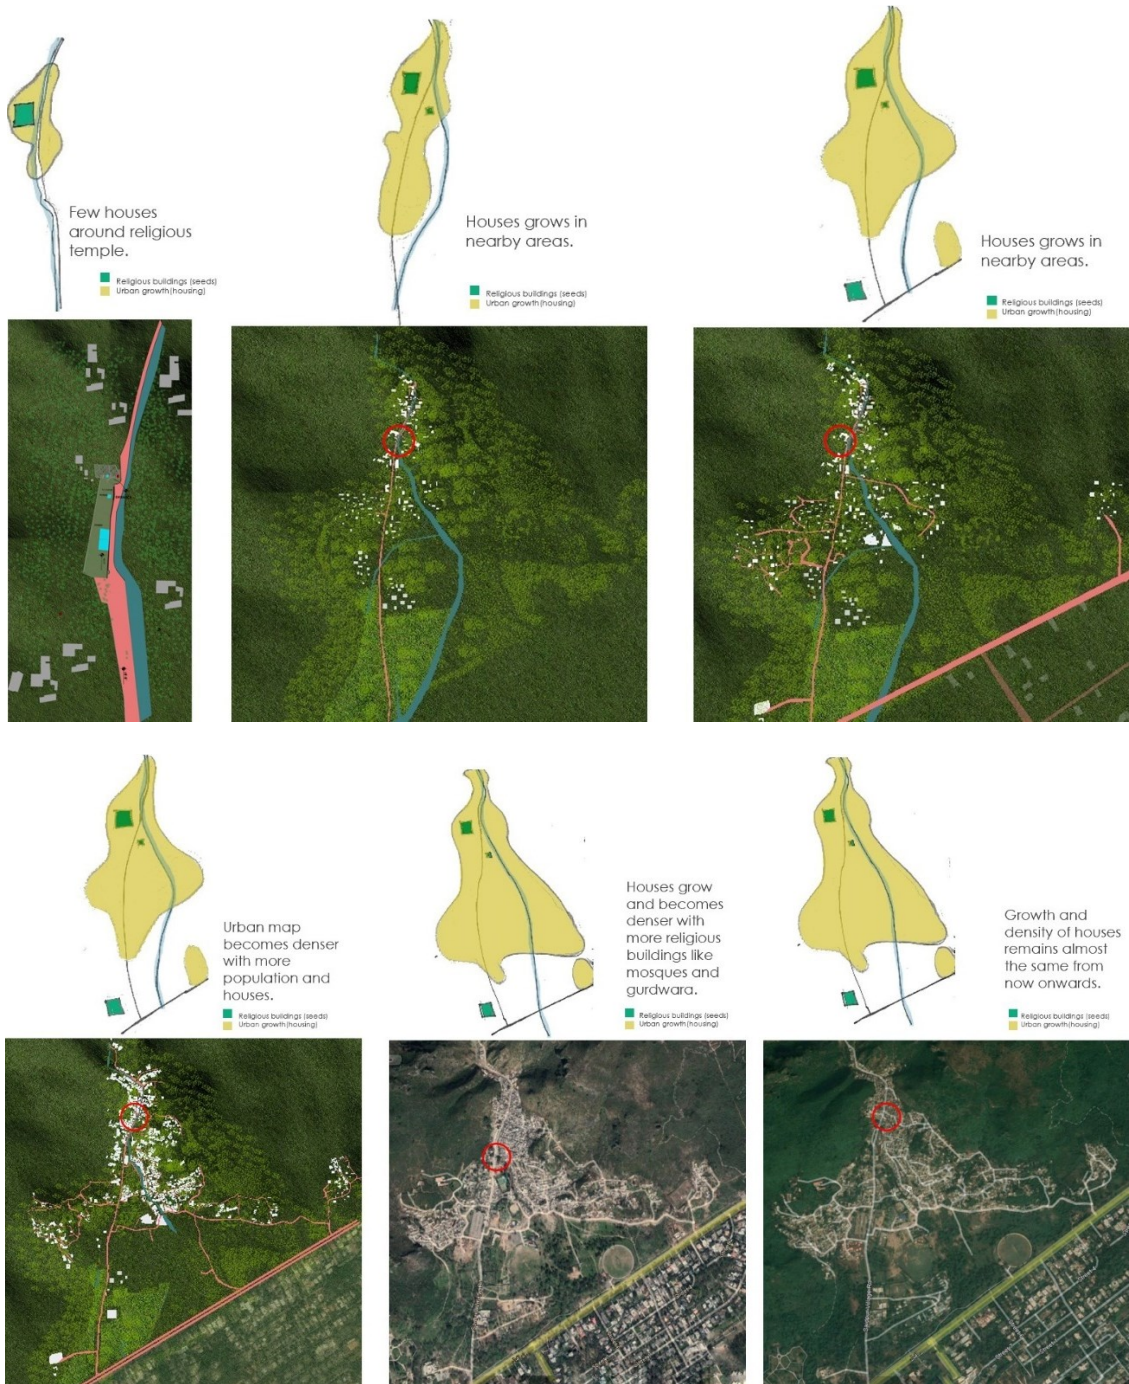 Few houses
around religious
temple.
Religious buildings (seeds)
Urban growth(housing)
Houses grows in
nearby areas.
Religious buildings (seeds)
Urban growth(housing)
Houses grows in
nearby areas.
Religious buildings (seeds)
Urban growth(housing)
Urban map
becomes denser
with more
population and
houses.
Religious buildings (seeds)
Urban growth(housing)
Houses grow
and becomes
denser with
more religious
buildings like
mosques and
gurdwara.
Religious buildings (seeds)
Urban growth(housing)
Growth and
density of houses
remains almost
the same from
now onwards.
Religious buildings (seeds)
Urban growth(housing)